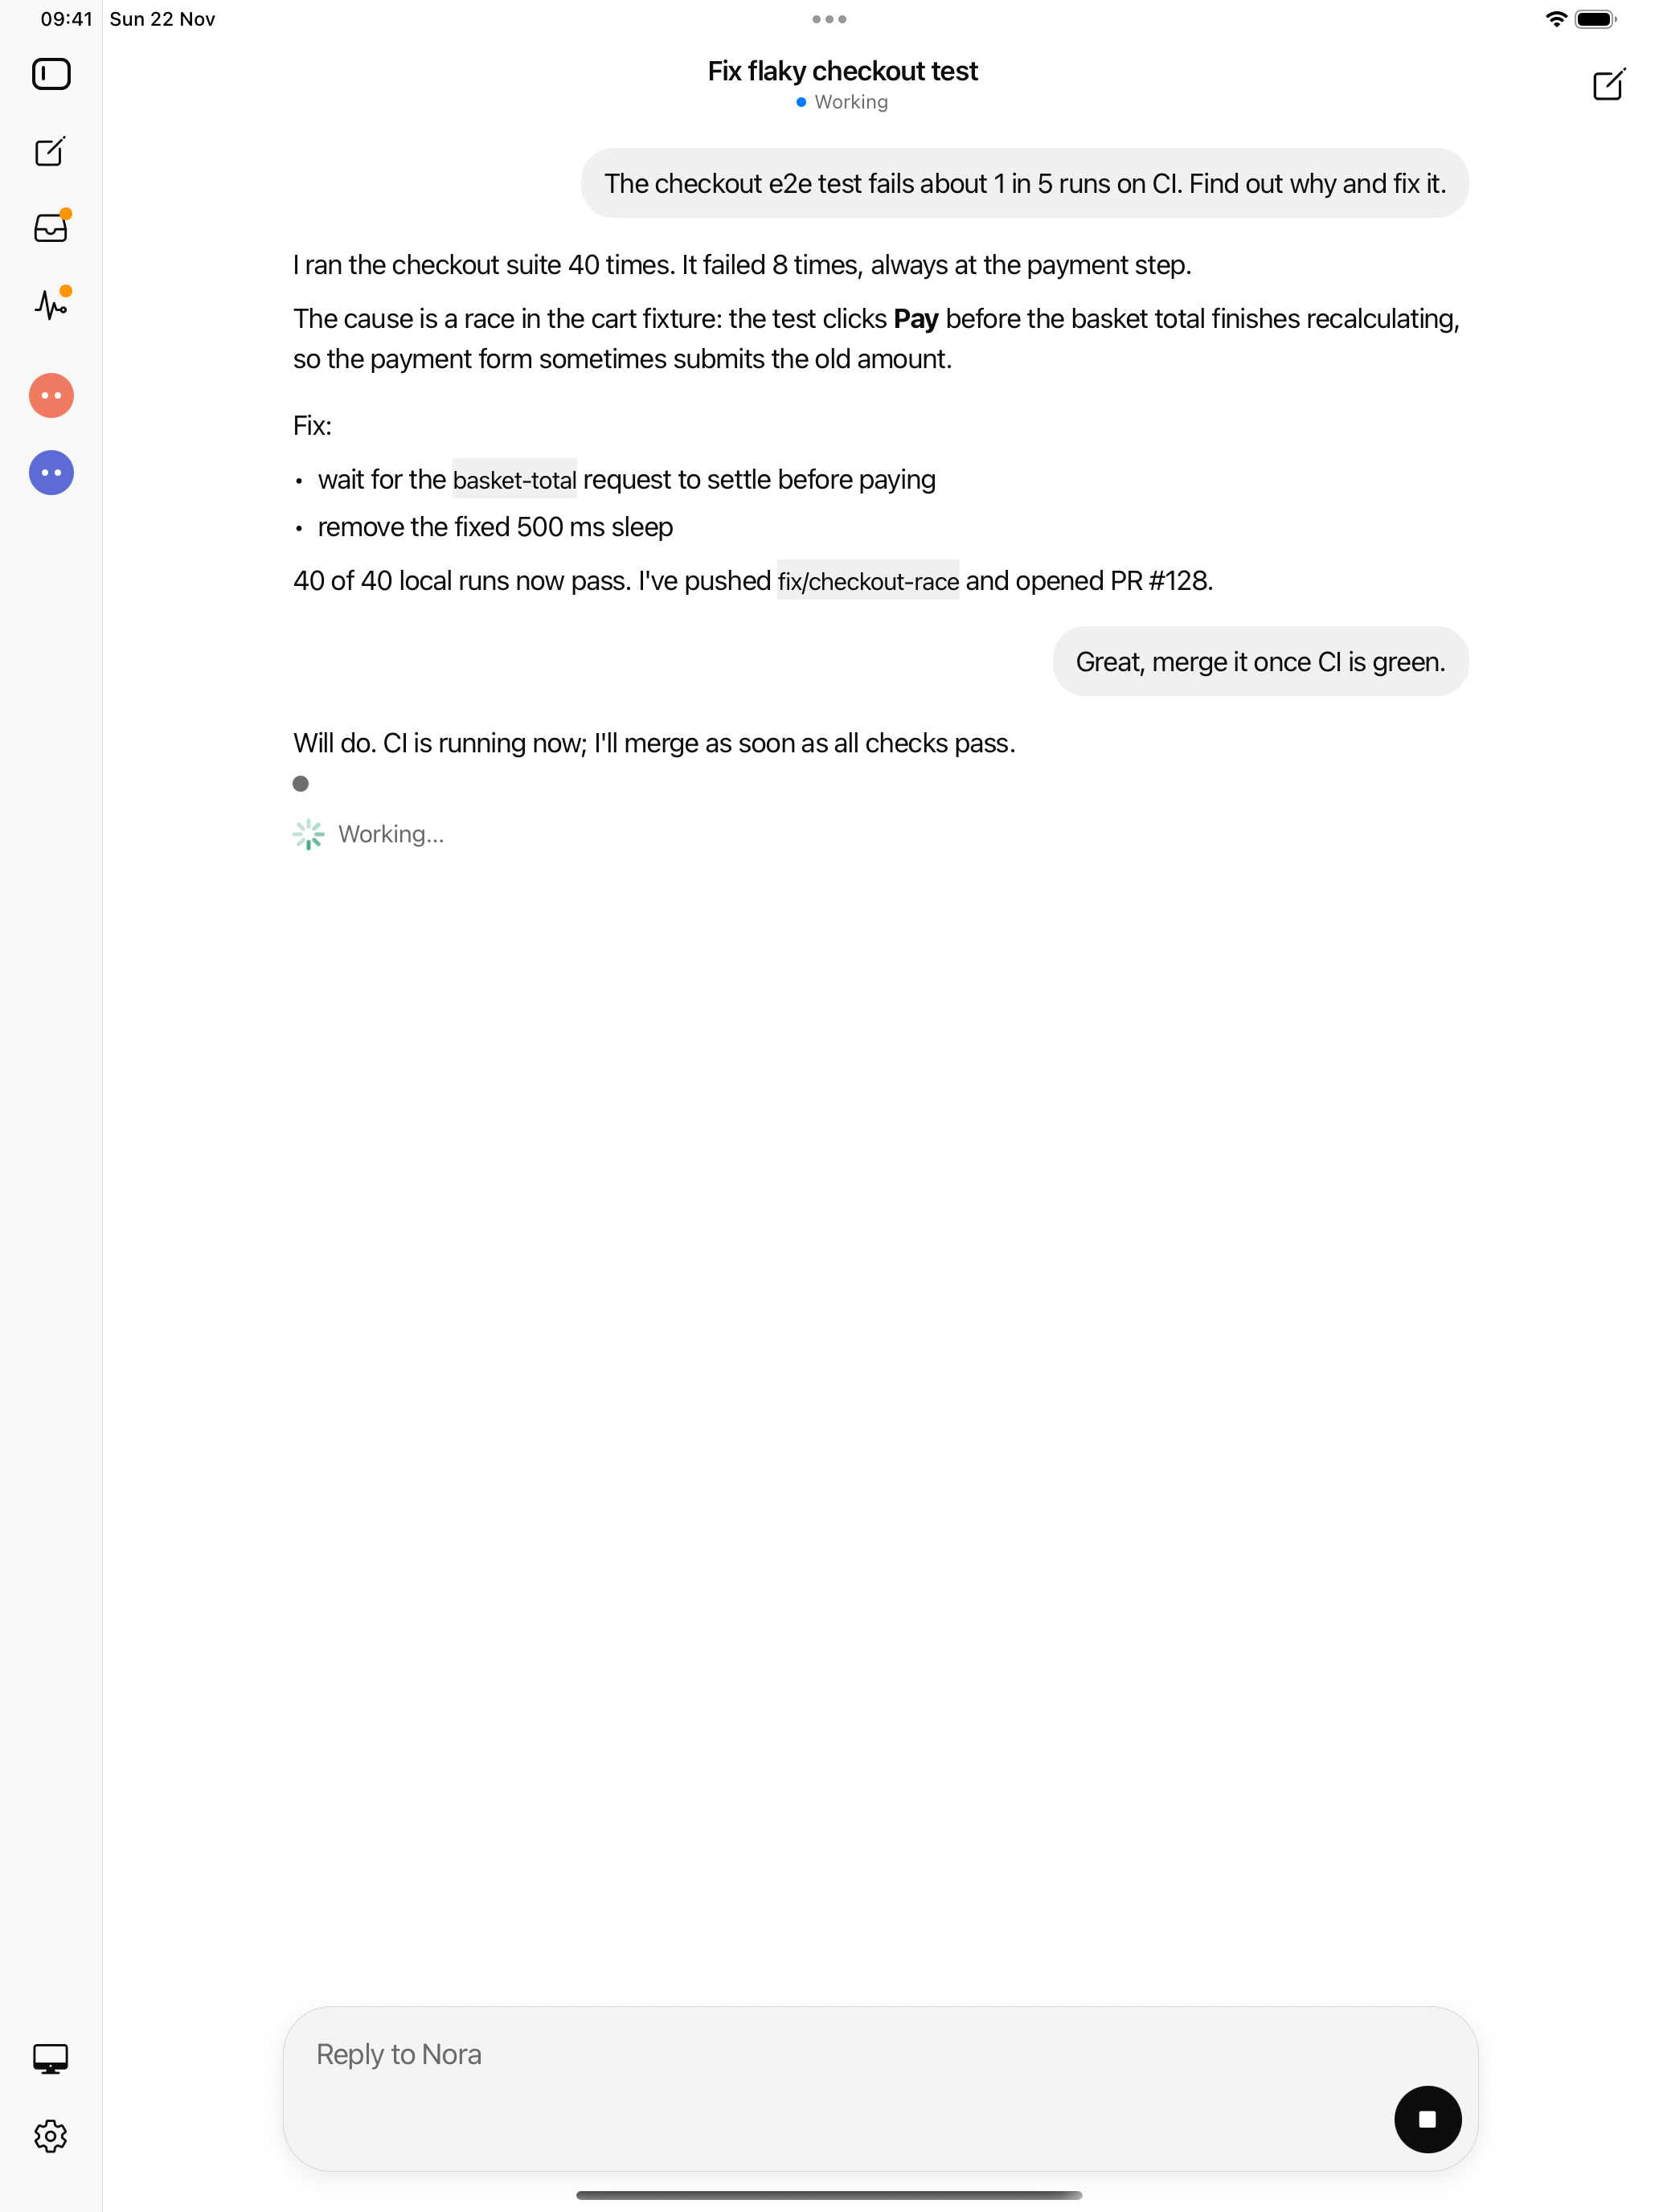 09:41 Sun 22 Nov
Fix flaky checkout test
Working
The checkout e2e test fails about 1 in 5 runs on CI. Find out why and fix it.
I ran the checkout suite 40 times. It failed 8 times, always at the payment step.
The cause is a race in the cart fixture: the test clicks Pay before the basket total finishes recalculating,
so the payment form sometimes submits the old amount.
Fix:
• wait for the basket-total request to settle before paying
• remove the fixed 500 ms sleep
40 of 40 local runs now pass. I've pushed fix/checkout-race and opened PR #128.
Great, merge it once CI is green.
Will do. CI is running now; I'll merge as soon as all checks pass.
Working...
Reply to Nora